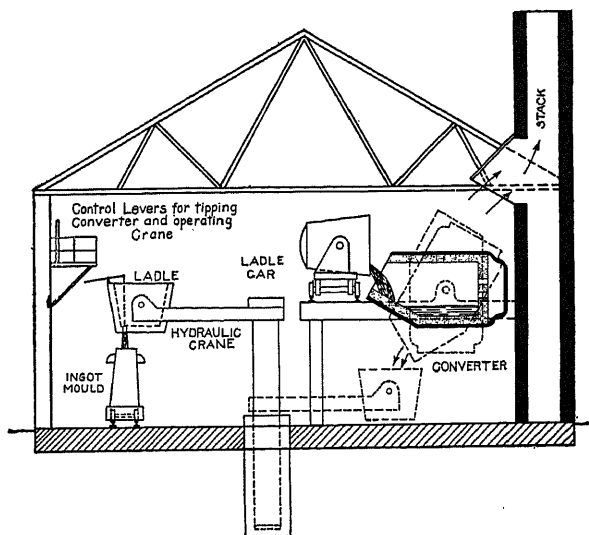 STACK
Control Levers for tipping
Converter and operating
Crane
LADLE
CAR
LADLE
HYDRAULIC
CRANE
INGOT
MOULD
CONVERTER